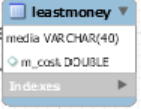 leastmoney
media VARCHAR(40)
m_cost DOUBLE
Indexes